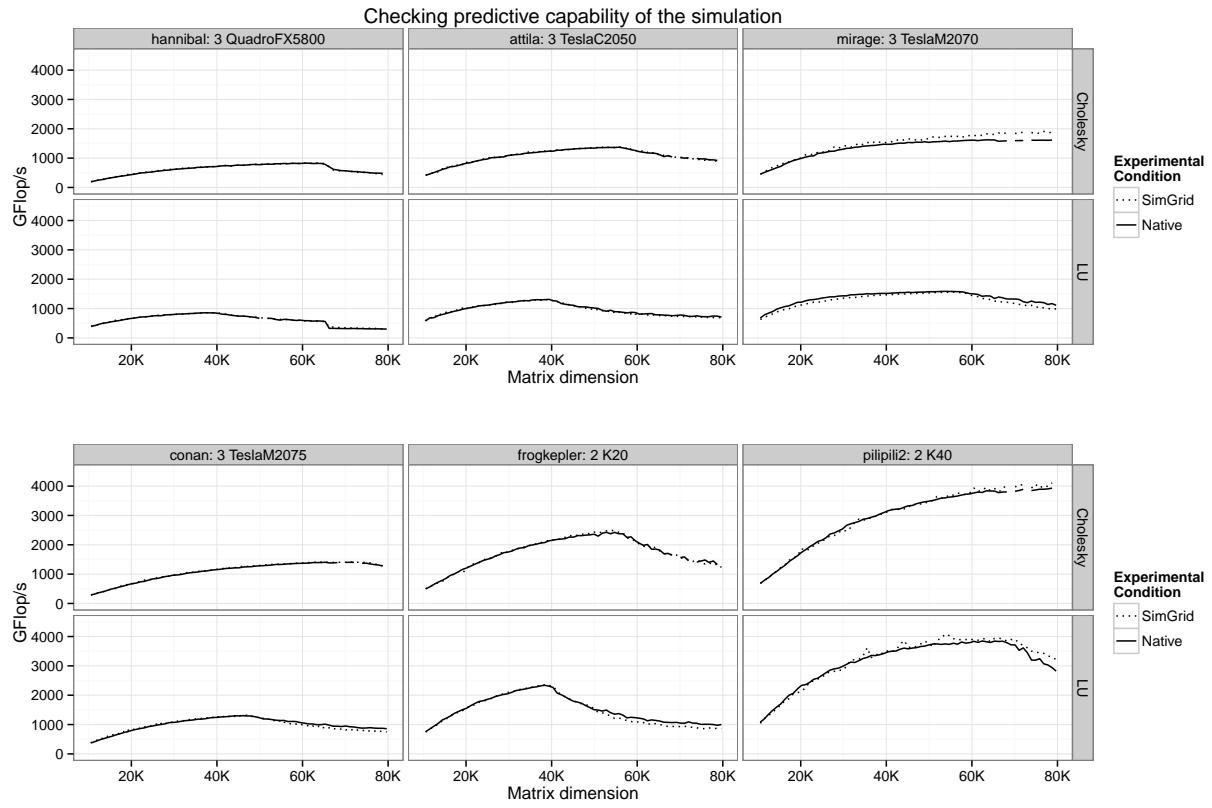 Checking predictive capability of the simulation
hannibal: 3 QuadroFX5800
attila: 3 TeslaC2050
mirage: 3 TeslaM2070
4000
3000
2000
1000
0
Cholesky
4000
3000
2000
1000
0
LU
GFlop/s
20K 40K 60K 80K
20K 40K 60K 80K
20K 40K 60K 80K
Matrix dimension
Experimental
Condition
SimGrid
Native
conan: 3 TeslaM2075
frogkepler: 2 K20
pilipili2: 2 K40
4000
3000
2000
1000
0
Cholesky
4000
3000
2000
1000
0
LU
GFlop/s
20K 40K 60K 80K
20K 40K 60K 80K
20K 40K 60K 80K
Matrix dimension
Experimental
Condition
SimGrid
Native